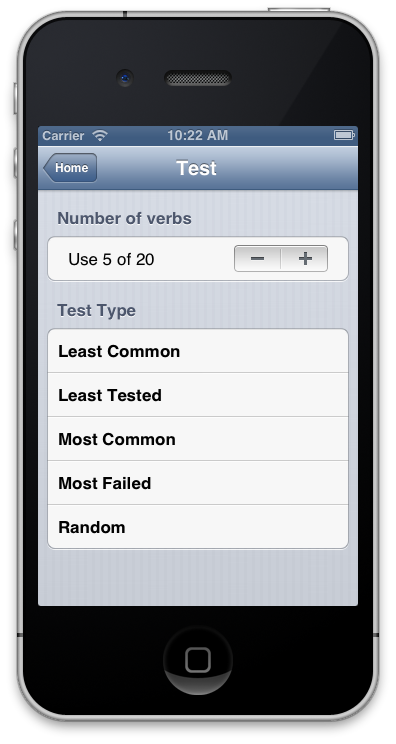 Carrier 10:22 AM
Home Test
Number of verbs
Use 5 of 20
Test Type
Least Common
Least Tested
Most Common
Most Failed
Random